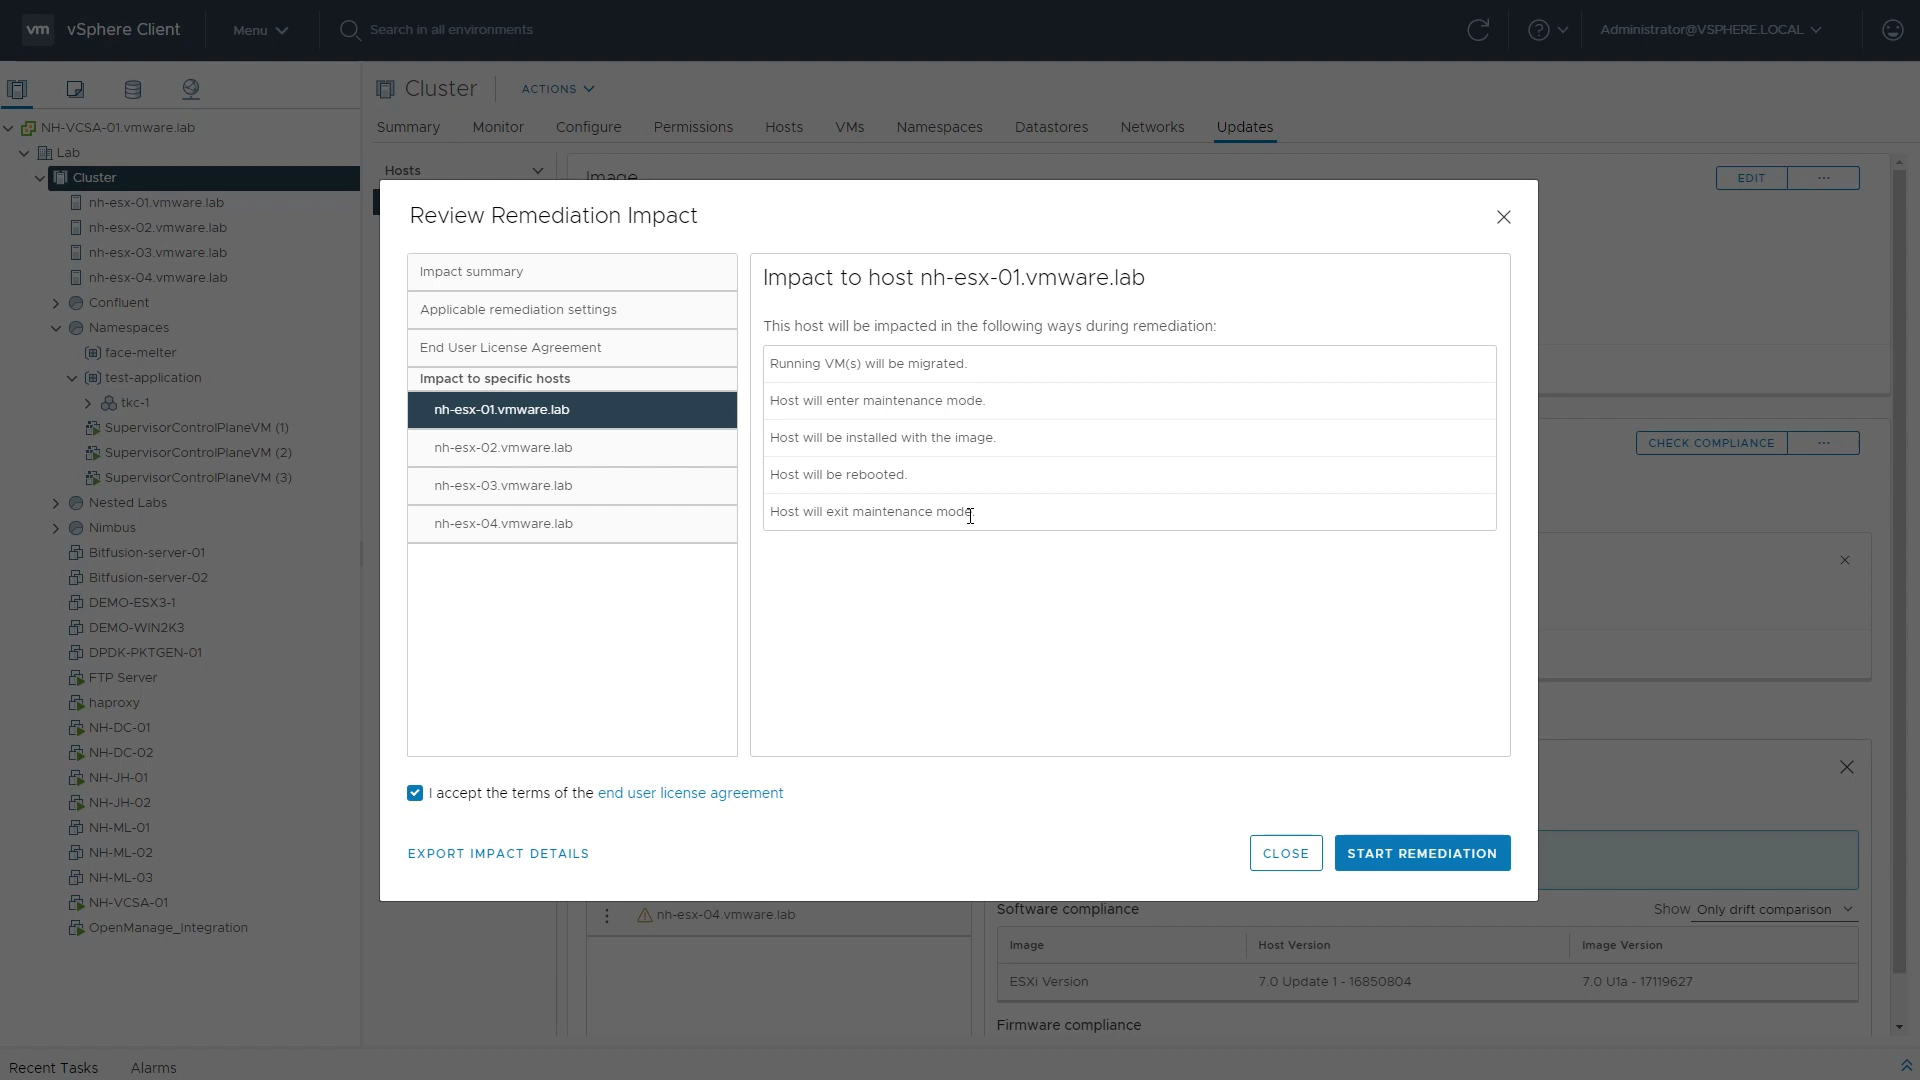 vm vSphere Client Menu Search in all environments Administrator@VSPHERE.LOCAL
NH-VCSA-01.vmware.lab
Lab
Cluster
nh-esx-01.vmware.lab
nh-esx-02.vmware.lab
nh-esx-03.vmware.lab
nh-esx-04.vmware.lab
Confluent
Namespaces
face-melter
test-application
tkc-1
SupervisorControlPlaneVM (1)
SupervisorControlPlaneVM (2)
SupervisorControlPlaneVM (3)
Nested Labs
Nimbus
Bitfusion-server-01
Bitfusion-server-02
DEMO-ESX3-1
DEMO-WIN2K3
DPDK-PKTGEN-01
FTP Server
haproxy
NH-DC-01
NH-DC-02
NH-JH-01
NH-JH-02
NH-ML-01
NH-ML-02
NH-ML-03
NH-VCSA-01
OpenManage_Integration
Cluster ACTIONS
Summary Monitor Configure Permissions Hosts VMs Namespaces Datastores Networks Updates
Hosts
Image
EDIT ...
CHECK COMPLIANCE ...
Review Remediation Impact
Impact summary
Applicable remediation settings
End User License Agreement
Impact to specific hosts
nh-esx-01.vmware.lab
nh-esx-02.vmware.lab
nh-esx-03.vmware.lab
nh-esx-04.vmware.lab
Impact to host nh-esx-01.vmware.lab
This host will be impacted in the following ways during remediation:
Running VM(s) will be migrated.
Host will enter maintenance mode.
Host will be installed with the image.
Host will be rebooted.
Host will exit maintenance mode.
I accept the terms of the end user license agreement
EXPORT IMPACT DETAILS CLOSE START REMEDIATION
nh-esx-04.vmware.lab
Software compliance Show Only drift comparison
Image Host Version Image Version
ESXi Version 7.0 Update 1 - 16850804 7.0 U1a - 17119627
Firmware compliance
Recent Tasks Alarms